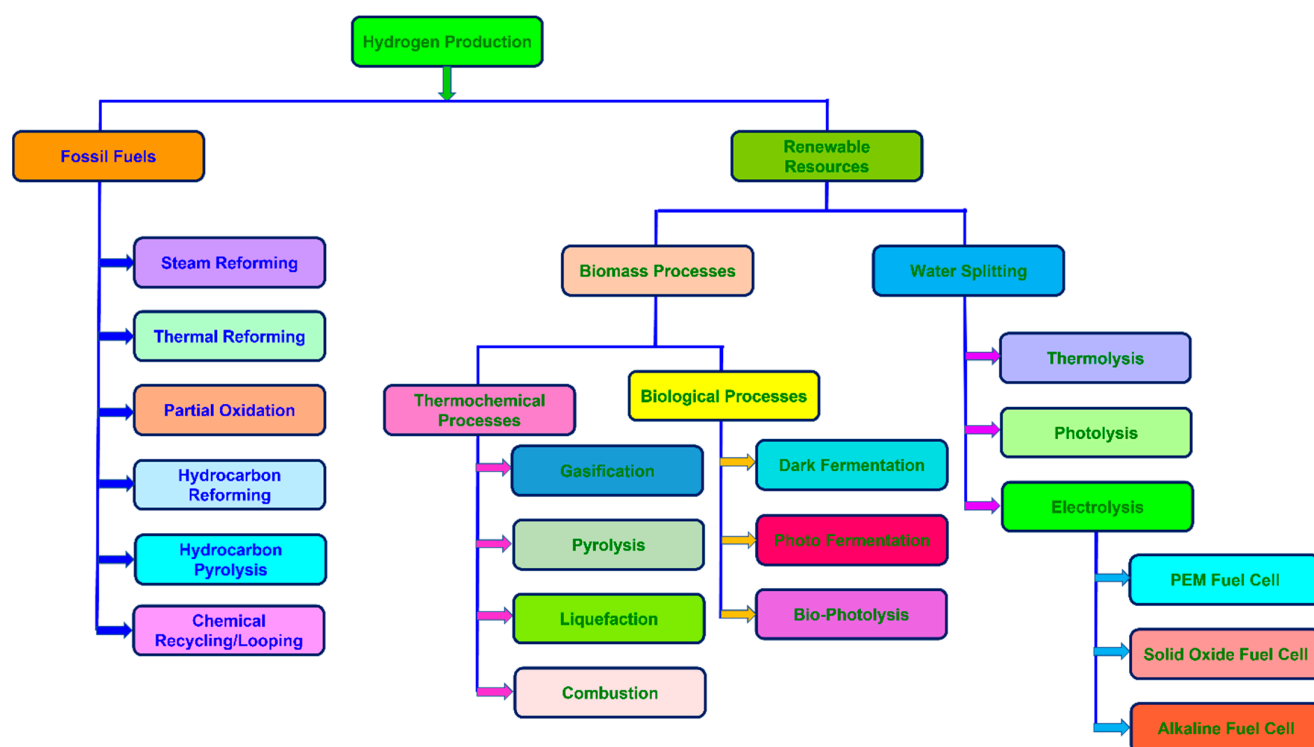 Hydrogen Production
Fossil Fuels
Renewable
Resources
Steam Reforming
Thermal Reforming
Partial Oxidation
Hydrocarbon
Reforming
Hydrocarbon
Pyrolysis
Chemical
Recycling/Looping
Biomass Processes
Water Splitting
Thermochemical
Processes
Biological Processes
Gasification
Pyrolysis
Liquefaction
Combustion
Dark Fermentation
Photo Fermentation
Bio-Photolysis
Thermolysis
Photolysis
Electrolysis
PEM Fuel Cell
Solid Oxide Fuel Cell
Alkaline Fuel Cell